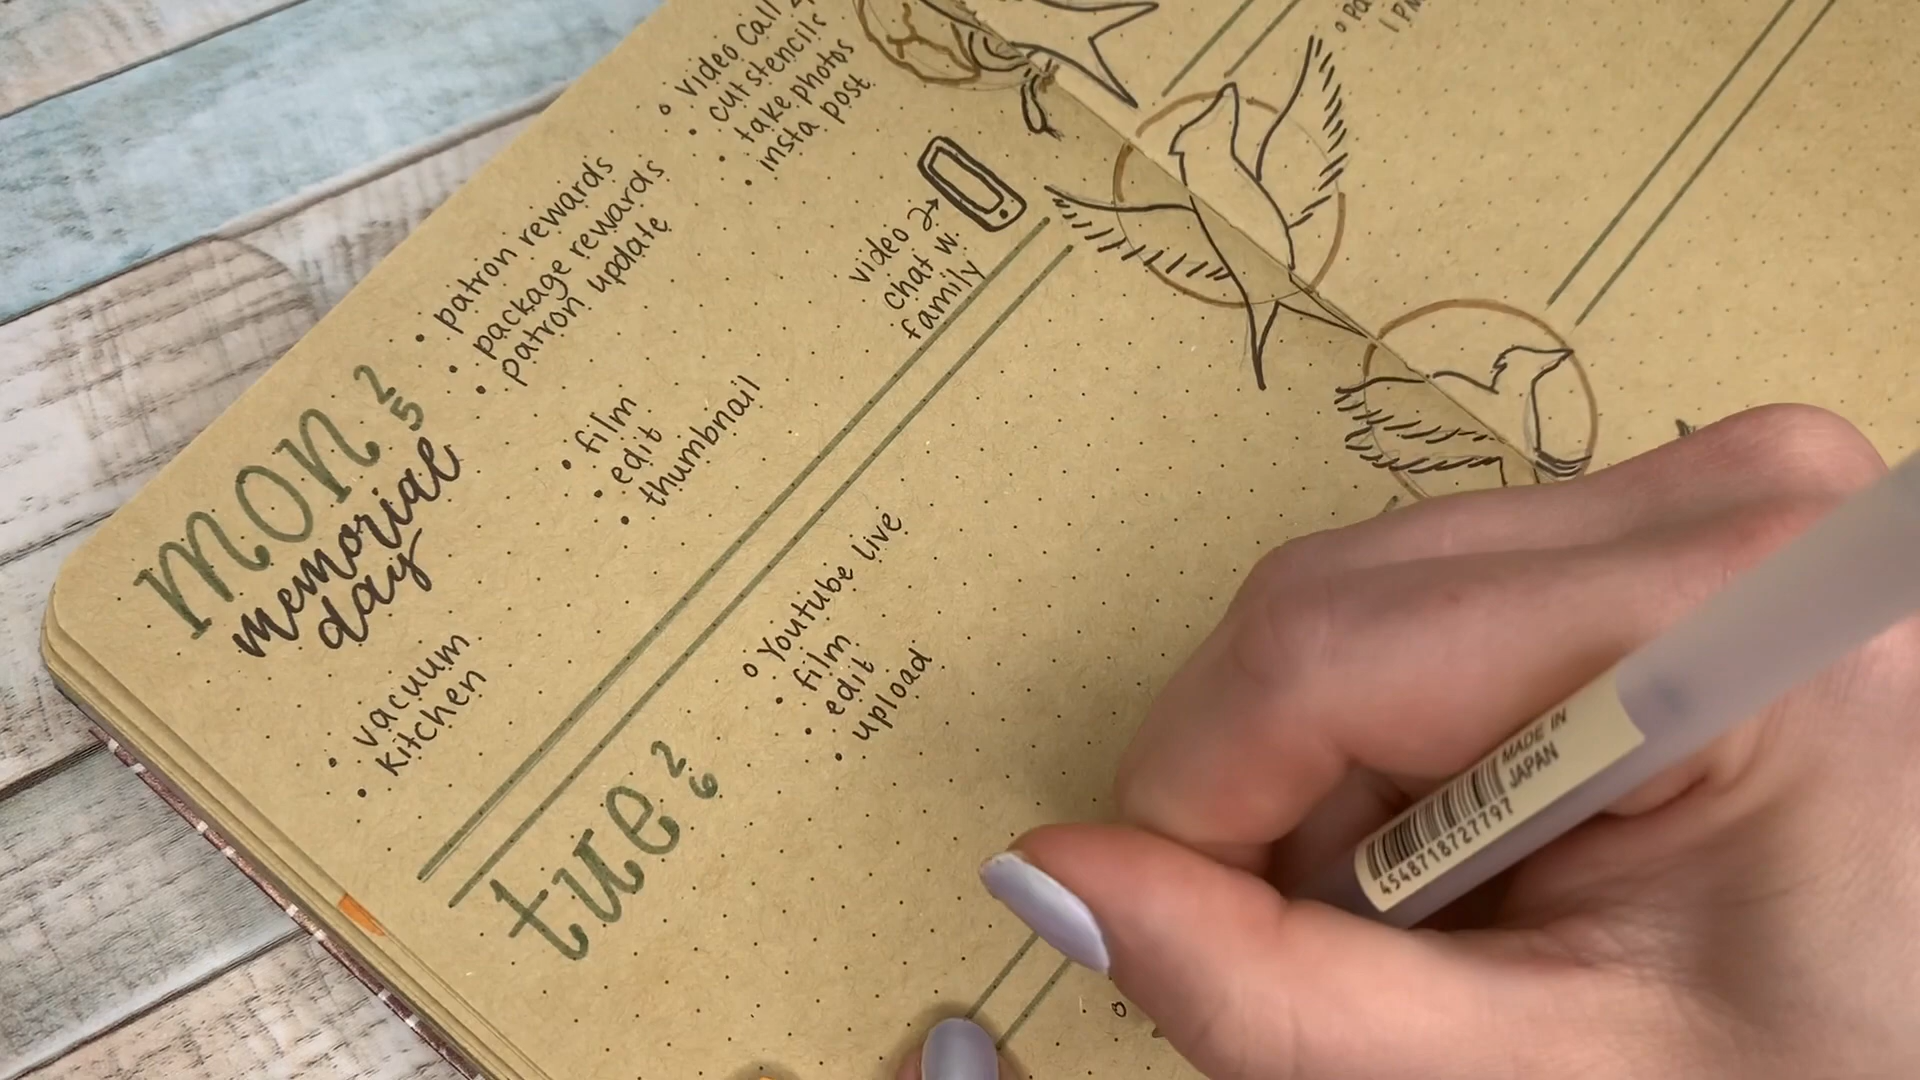 mon 25
memorial
day
• patron rewards
• package rewards
• patron update
○ Video Call
• cut stencils
• take photos
• insta post
• film
• edit
• thumbnail
video
chat w.
family
• vacuum
• kitchen
tue 26
○ Youtube live
• film
• edit
• upload
MADE IN
JAPAN
4548718727797